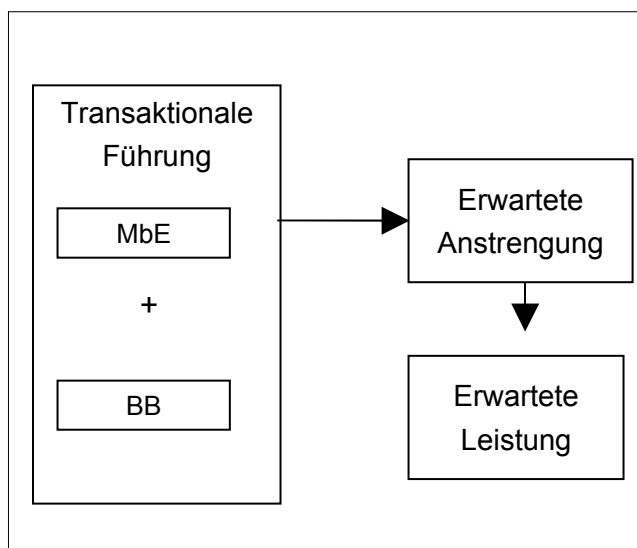 Transaktionale
Führung
MbE
+
BB
Erwartete
Anstrengung
Erwartete
Leistung